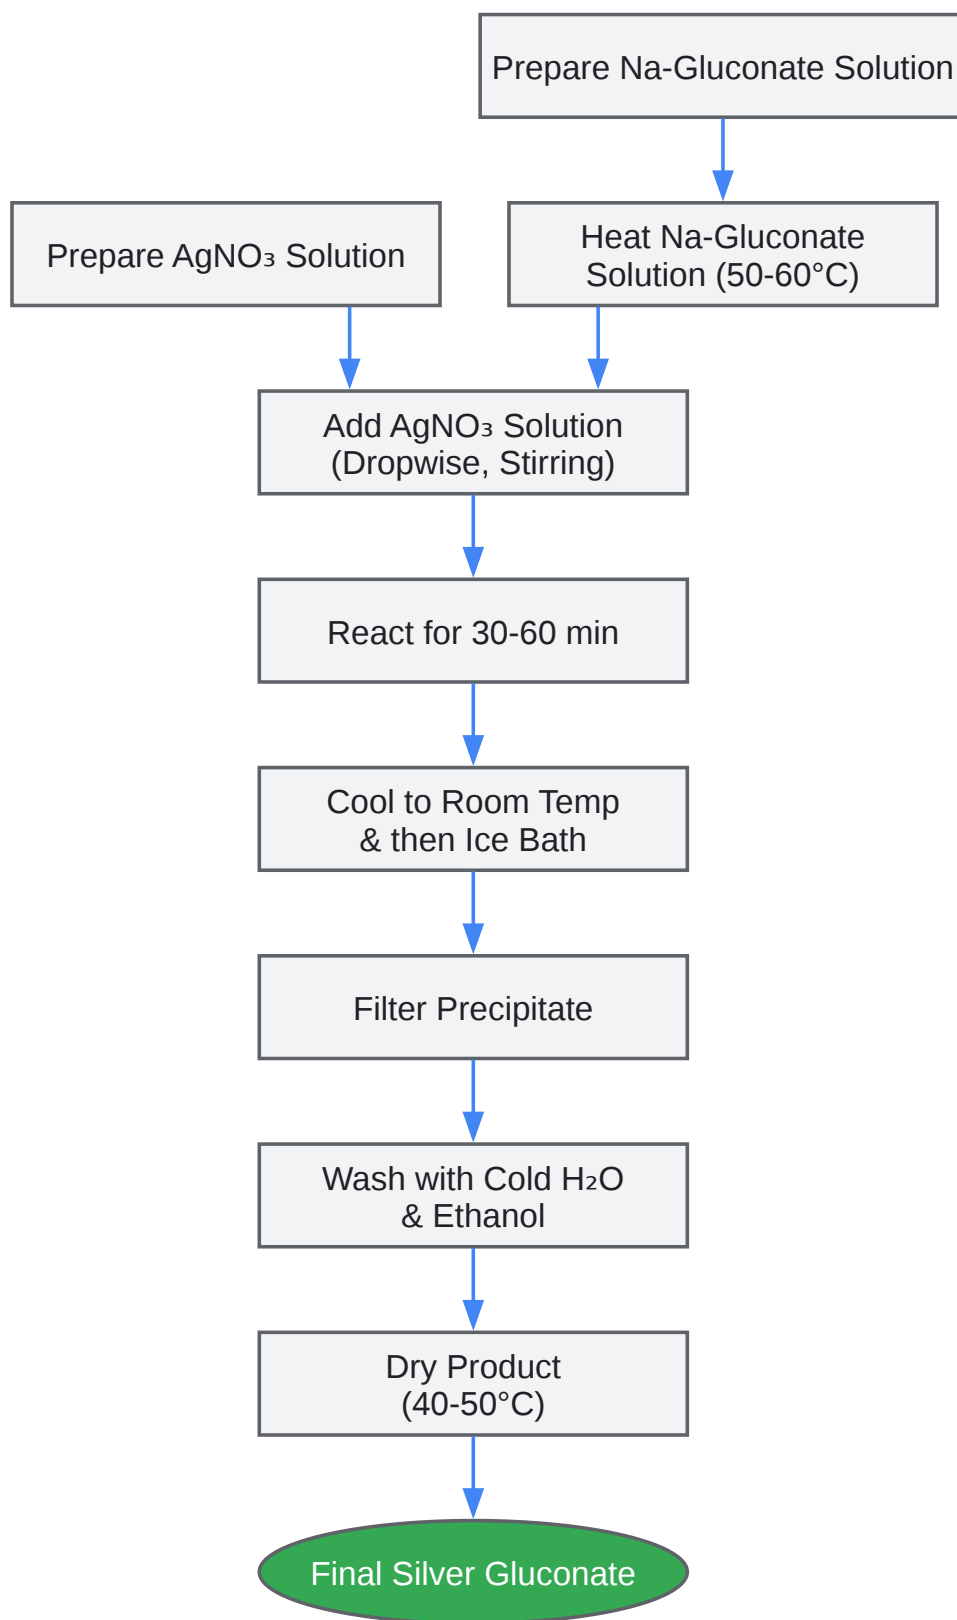 Prepare Na-Gluconate Solution
Prepare AgNO₃ Solution
Heat Na-Gluconate
Solution (50-60°C)
Add AgNO₃ Solution
(Dropwise, Stirring)
React for 30-60 min
Cool to Room Temp
& then Ice Bath
Filter Precipitate
Wash with Cold H₂O
& Ethanol
Dry Product
(40-50°C)
Final Silver Gluconate